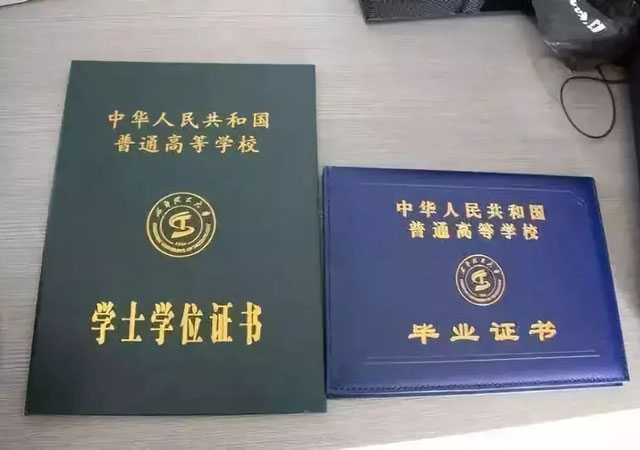 中华人民共和国
普通高等学校
学士学位证书
中华人民共和国
普通高等学校
毕业证书